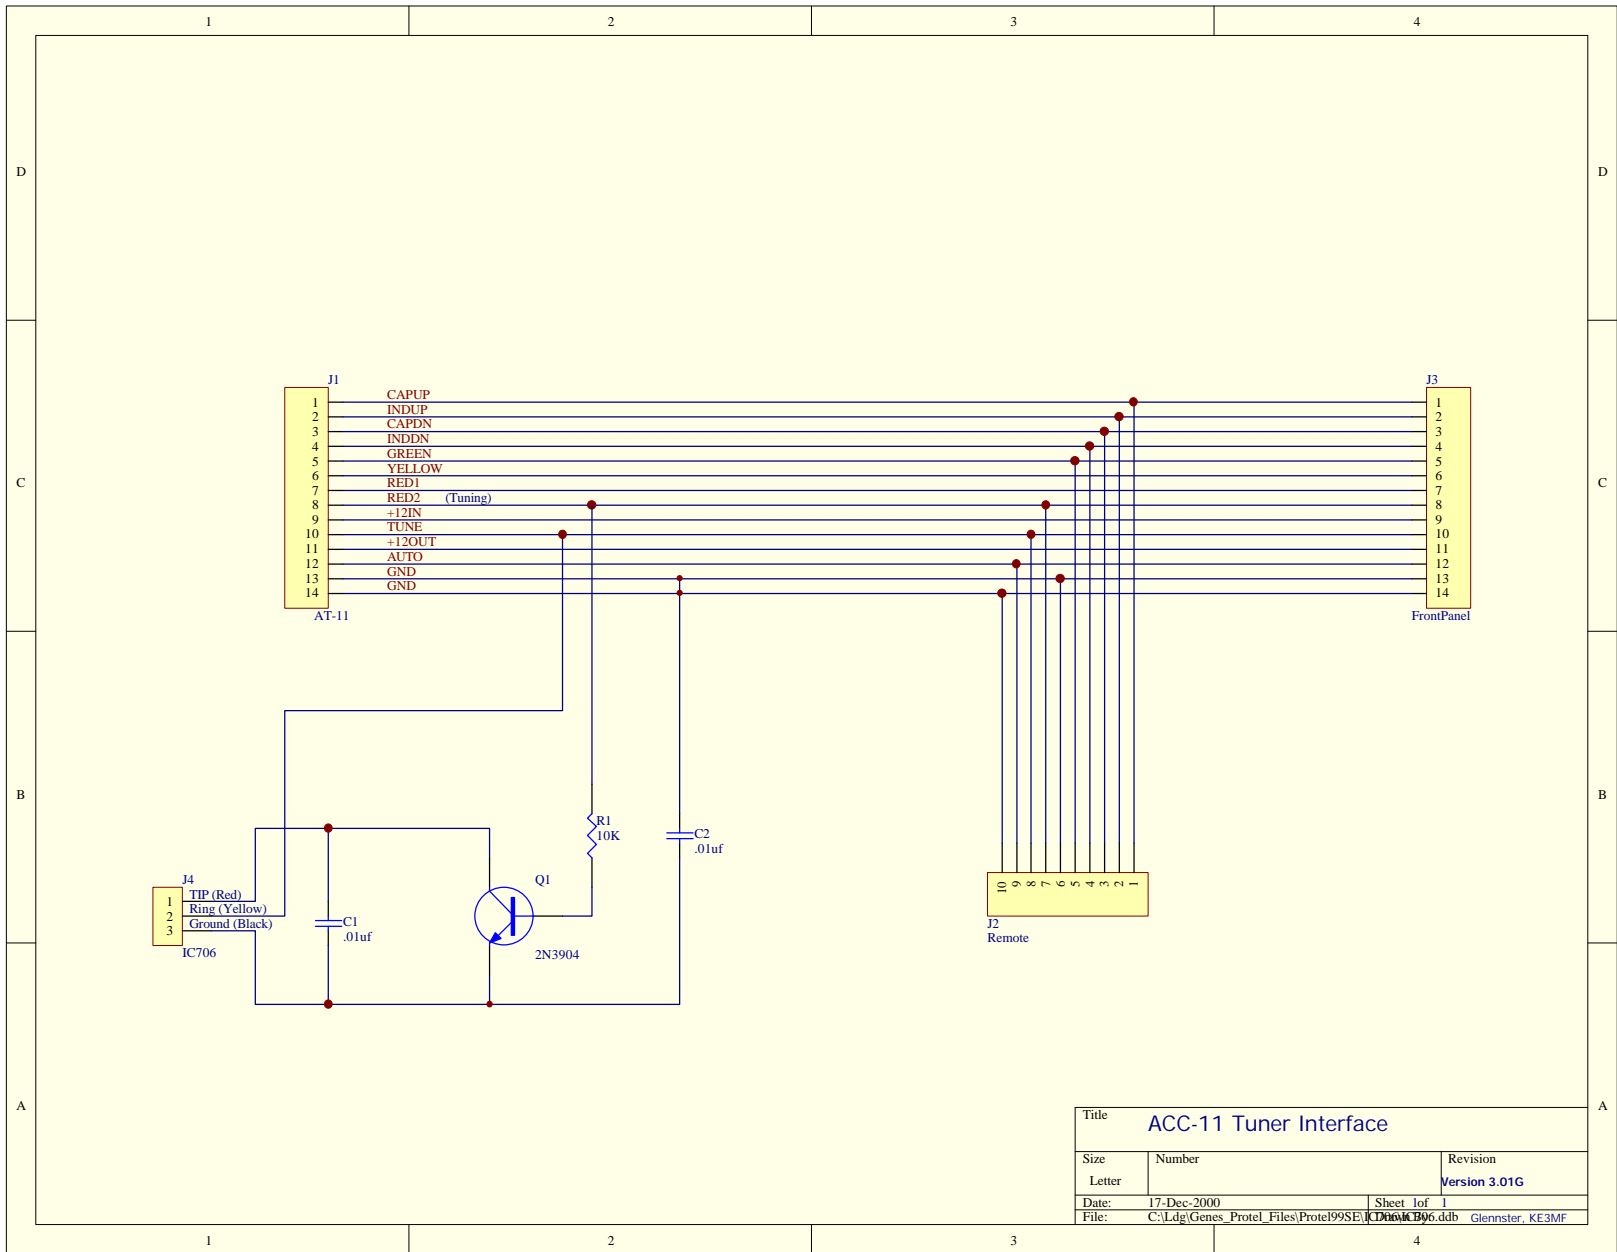 1 2 3 4
D D
C C
B B
A A
J1
1 CAPUP
2 INDUP
3 CAPDN
4 INDDN
5 GREEN
6 YELLOW
7 RED1
8 RED2 (Tuning)
9 +12IN
10 TUNE
11 +12OUT
12 AUTO
13 GND
14 GND
AT-11
J3
1
2
3
4
5
6
7
8
9
10
11
12
13
14
FrontPanel
R1
10K
C2
.01uf
J4
1 TIP (Red)
2 Ring (Yellow)
3 Ground (Black)
IC706
C1
.01uf
Q1
2N3904
10 9 8 7 6 5 4 3 2 1
J2
Remote
Title
ACC-11 Tuner Interface
Size Number Revision
Letter Version 3.01G
Date: 17-Dec-2000 Sheet 1of 1
File: C:\Ldg\Genes_Protel_Files\Protel99SE\ .ddb Glennster, KE3MF
1 2 3 4